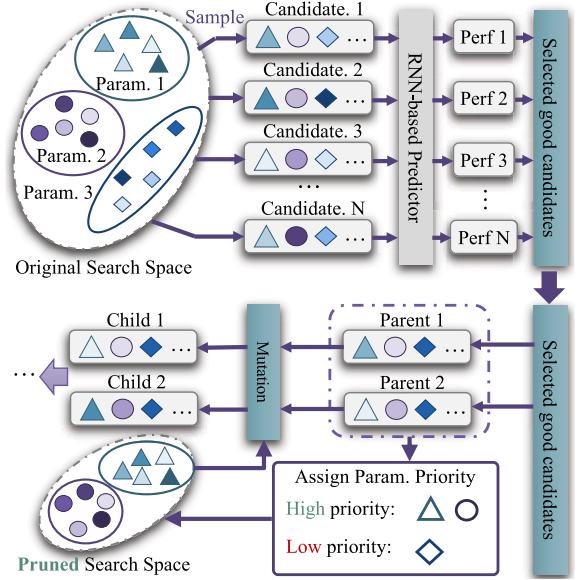 Sample
Candidate. 1
Candidate. 2
Candidate. 3
Candidate. N
...
...
...
...
...
Param. 1
Param. 2
Param. 3
Original Search Space
RNN-based Predictor
Perf 1
Perf 2
Perf 3
...
Perf N
Selected good candidates
Child 1
...
Child 2
...
...
Mutation
Parent 1
...
Parent 2
...
Selected good candidates
Assign Param. Priority
High priority:
Low priority:
Pruned Search Space